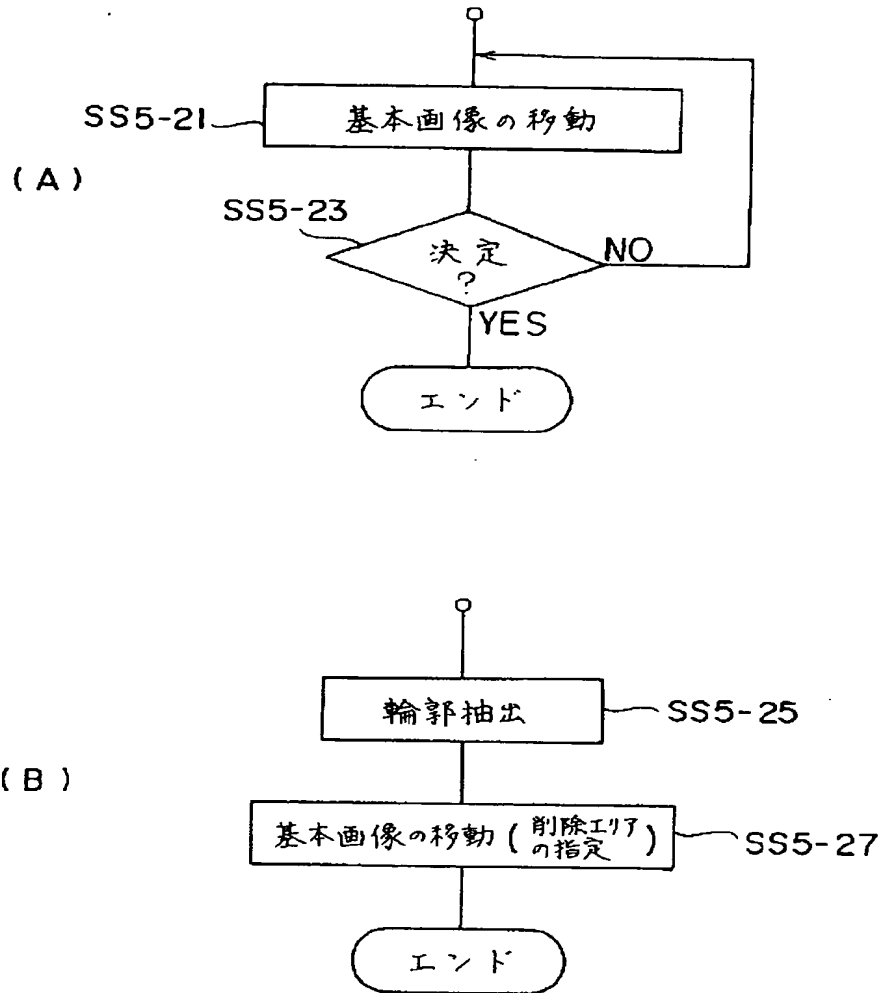 SS5-21
基本画像の移動
(A)
SS5-23
決定
?
NO
YES
エンド
輪郭抽出
SS5-25
(B)
基本画像の移動 (削除エリア
の指定)
SS5-27
エンド